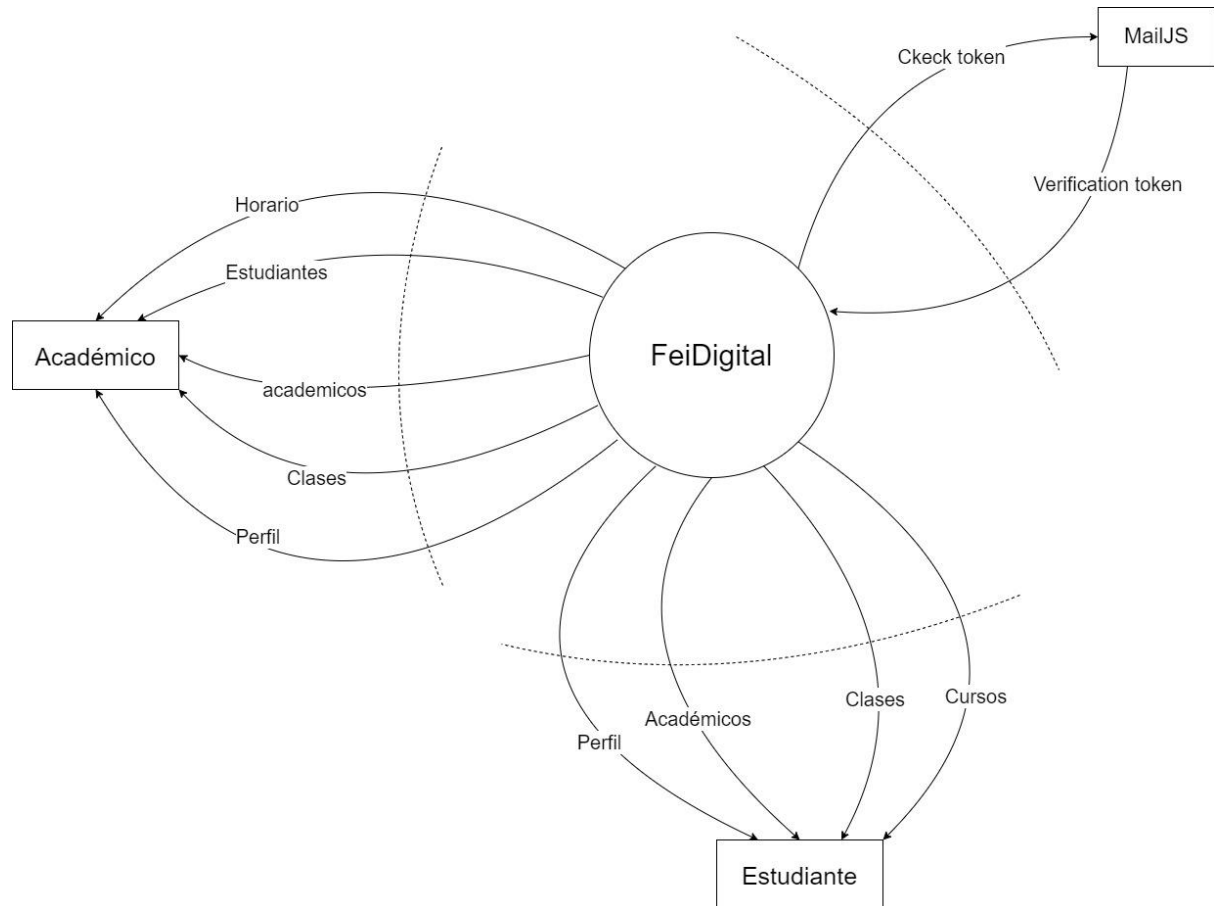 MailJS
Ckeck token
Verification token
Horario
Estudiantes
Académico
academicos
Clases
Perfil
FeiDigital
Perfil
Académicos
Clases
Cursos
Estudiante